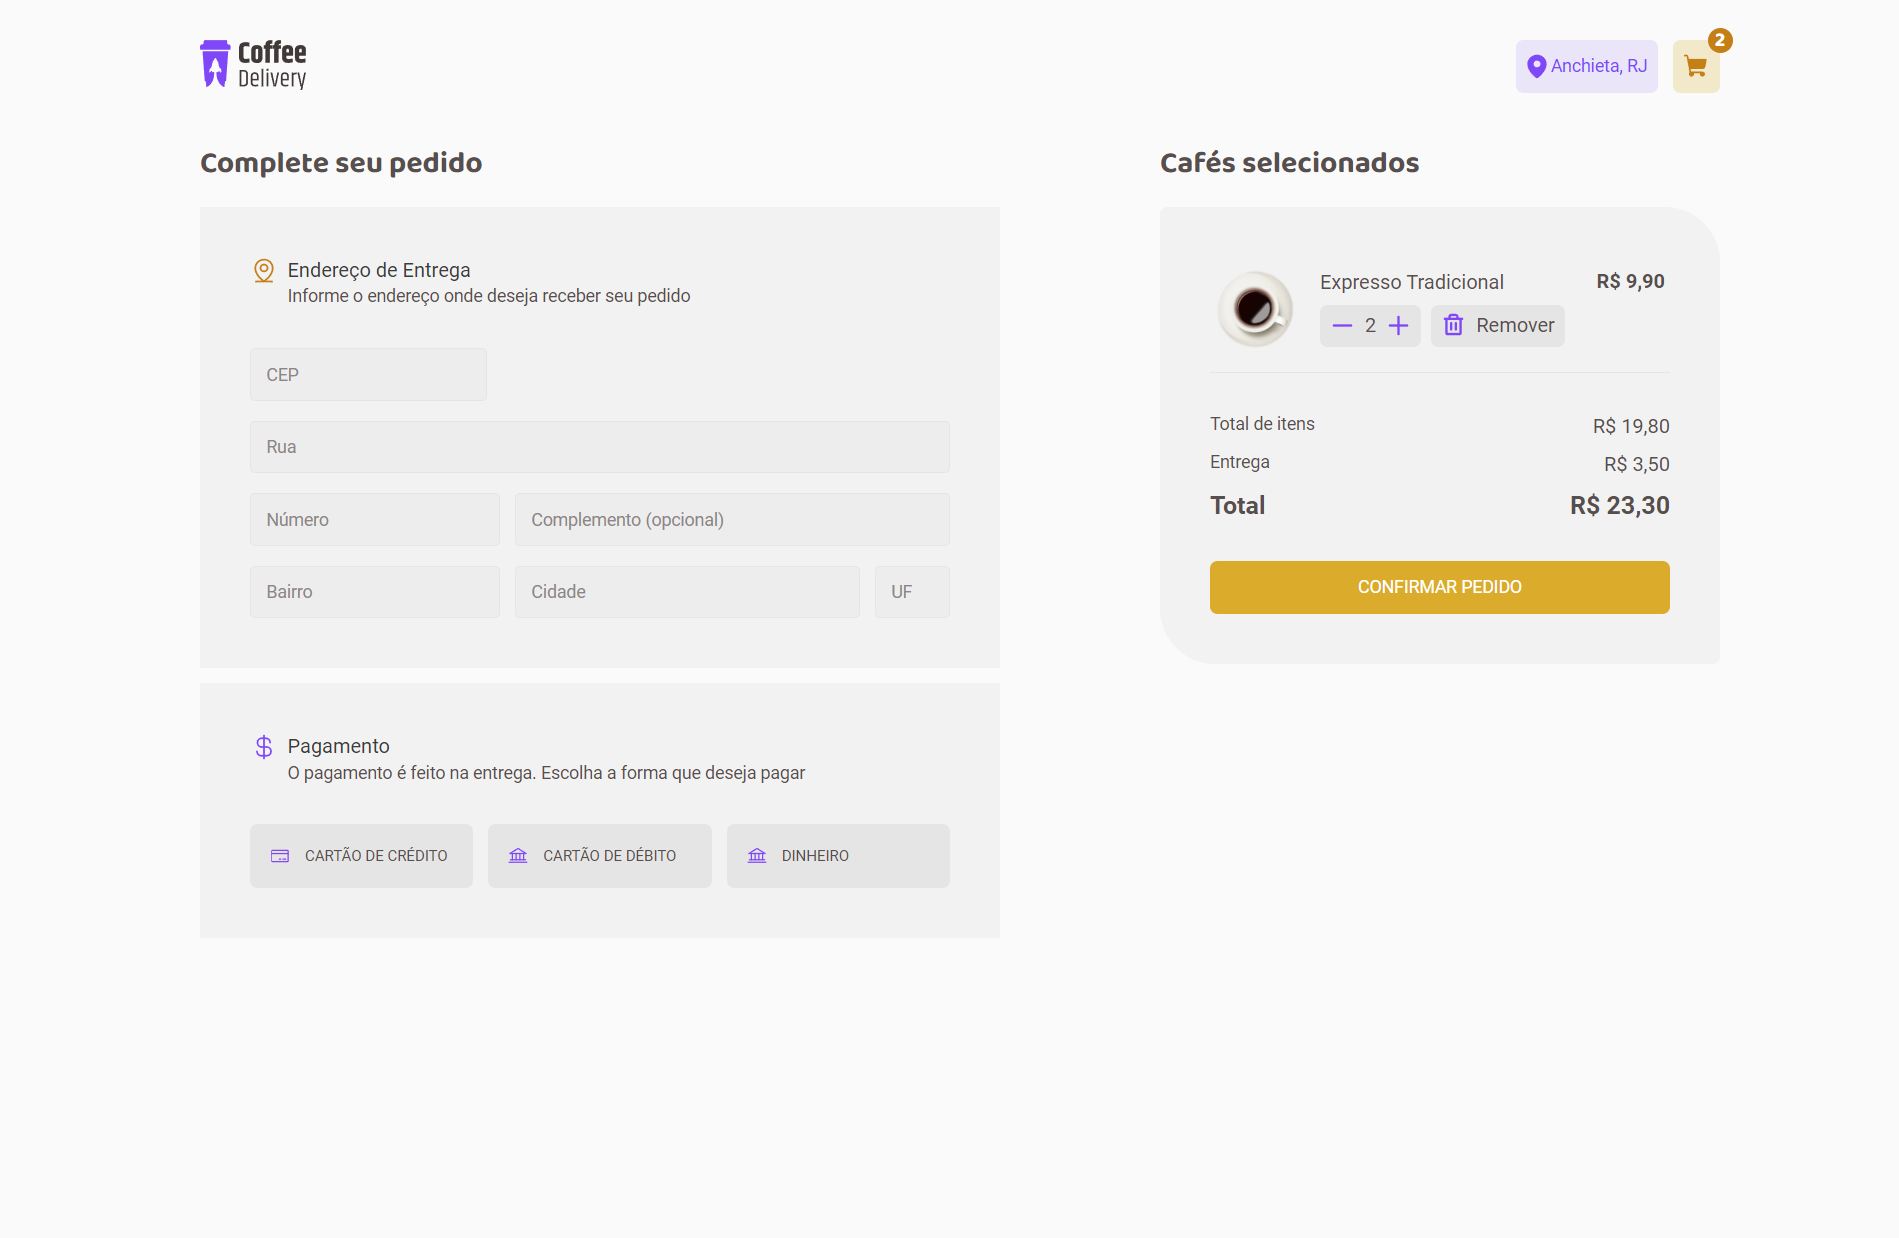 Coffee
Delivery
Anchieta, RJ
2
Complete seu pedido
Endereço de Entrega
Informe o endereço onde deseja receber seu pedido
CEP
Rua
Número
Complemento (opcional)
Bairro
Cidade
UF
Pagamento
O pagamento é feito na entrega. Escolha a forma que deseja pagar
CARTÃO DE CRÉDITO
CARTÃO DE DÉBITO
DINHEIRO
Cafés selecionados
Expresso Tradicional
R$ 9,90
2
Remover
Total de itens
R$ 19,80
Entrega
R$ 3,50
Total
R$ 23,30
CONFIRMAR PEDIDO